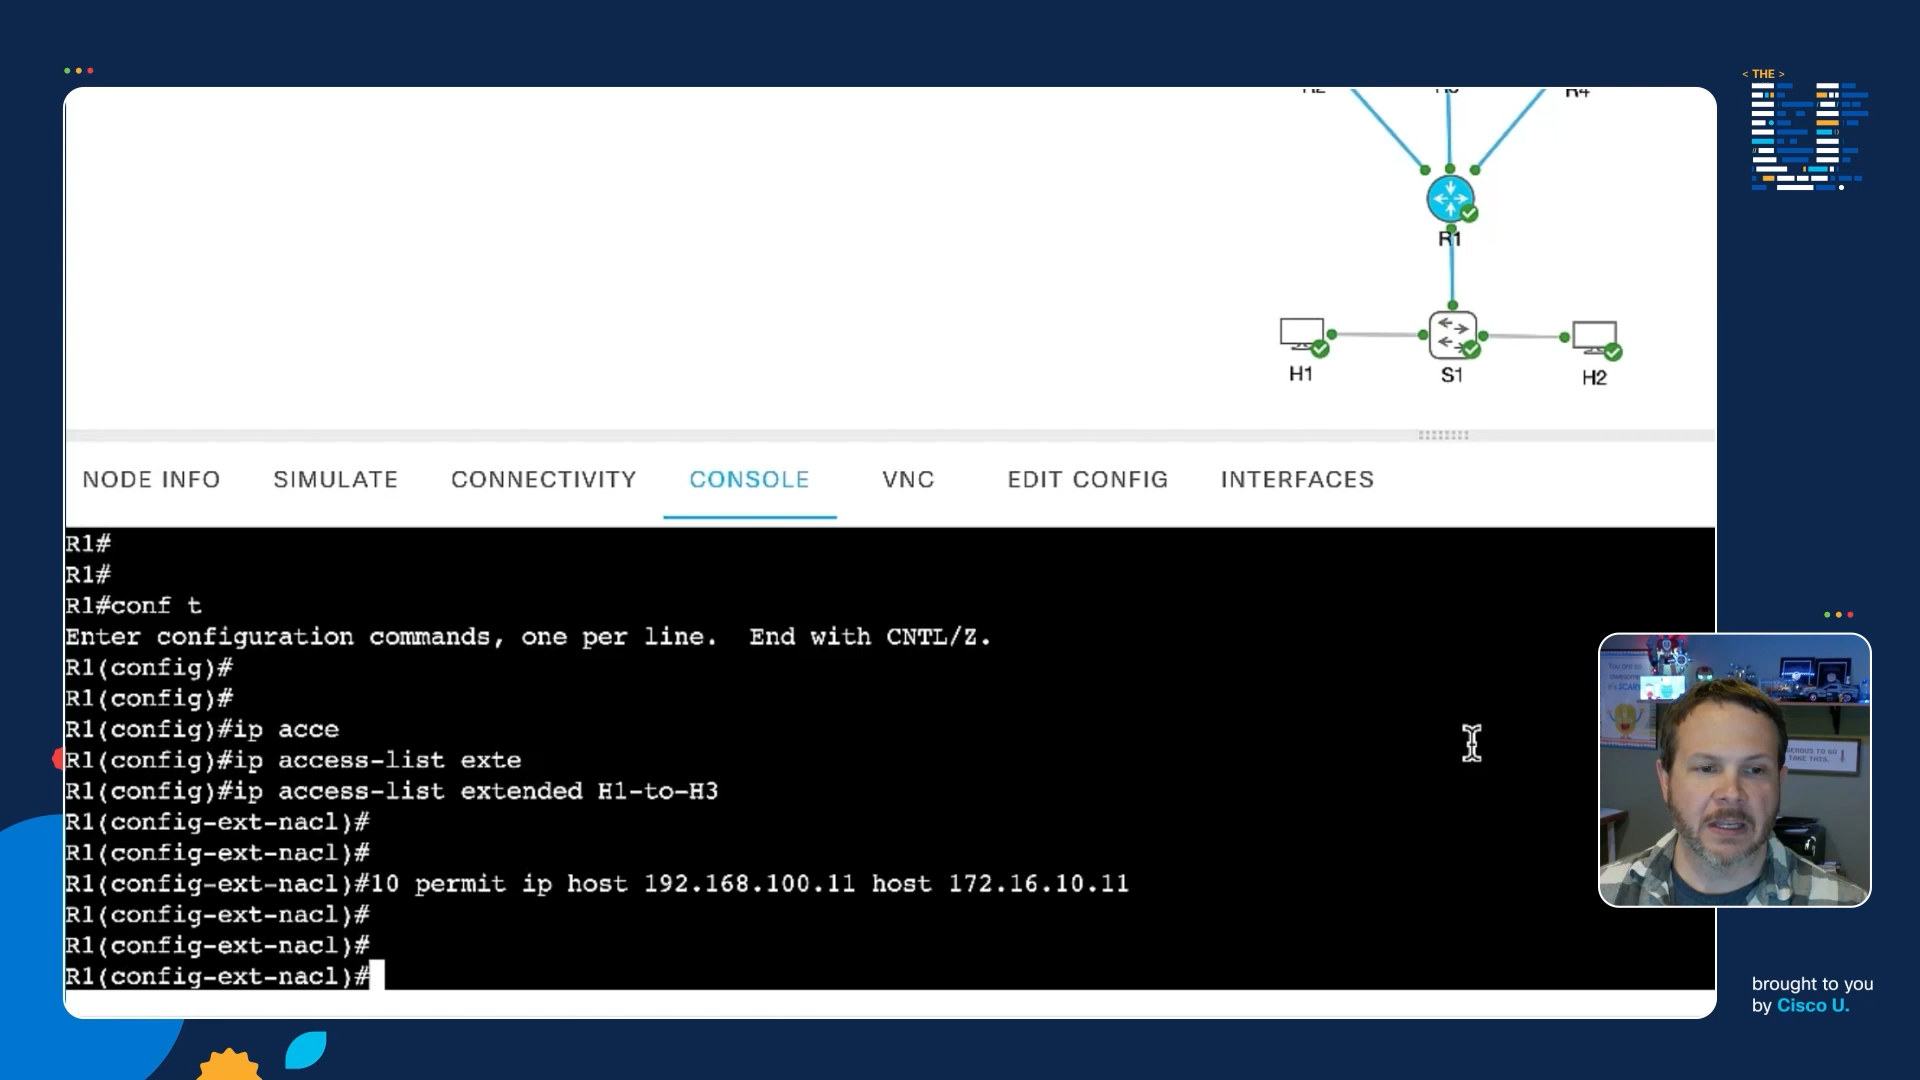 < THE >
R4
R1
H1
S1
H2
NODE INFO
SIMULATE
CONNECTIVITY
CONSOLE
VNC
EDIT CONFIG
INTERFACES
R1#
R1#
R1#conf t
Enter configuration commands, one per line.  End with CNTL/Z.
R1(config)#
R1(config)#
R1(config)#ip acce
R1(config)#ip access-list exte
R1(config)#ip access-list extended H1-to-H3
R1(config-ext-nacl)#
R1(config-ext-nacl)#
R1(config-ext-nacl)#10 permit ip host 192.168.100.11 host 172.16.10.11
R1(config-ext-nacl)#
R1(config-ext-nacl)#
R1(config-ext-nacl)#
TAKE THIS.
brought to you
by Cisco U.